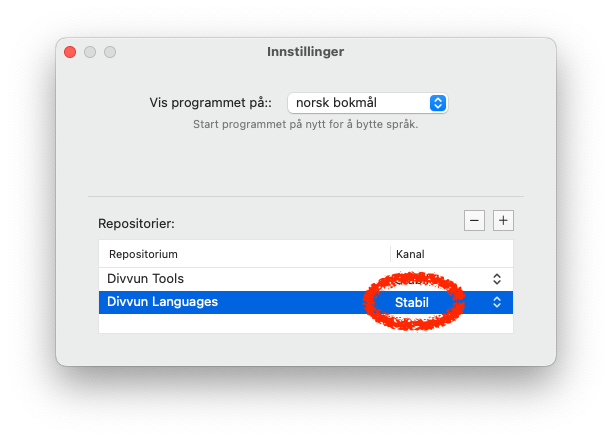 Innstillinger
Vis programmet på:: norsk bokmål
Start programmet på nytt for å bytte språk.
Repositorier: − +
Repositorium Kanal
Divvun Tools
Divvun Languages Stabil